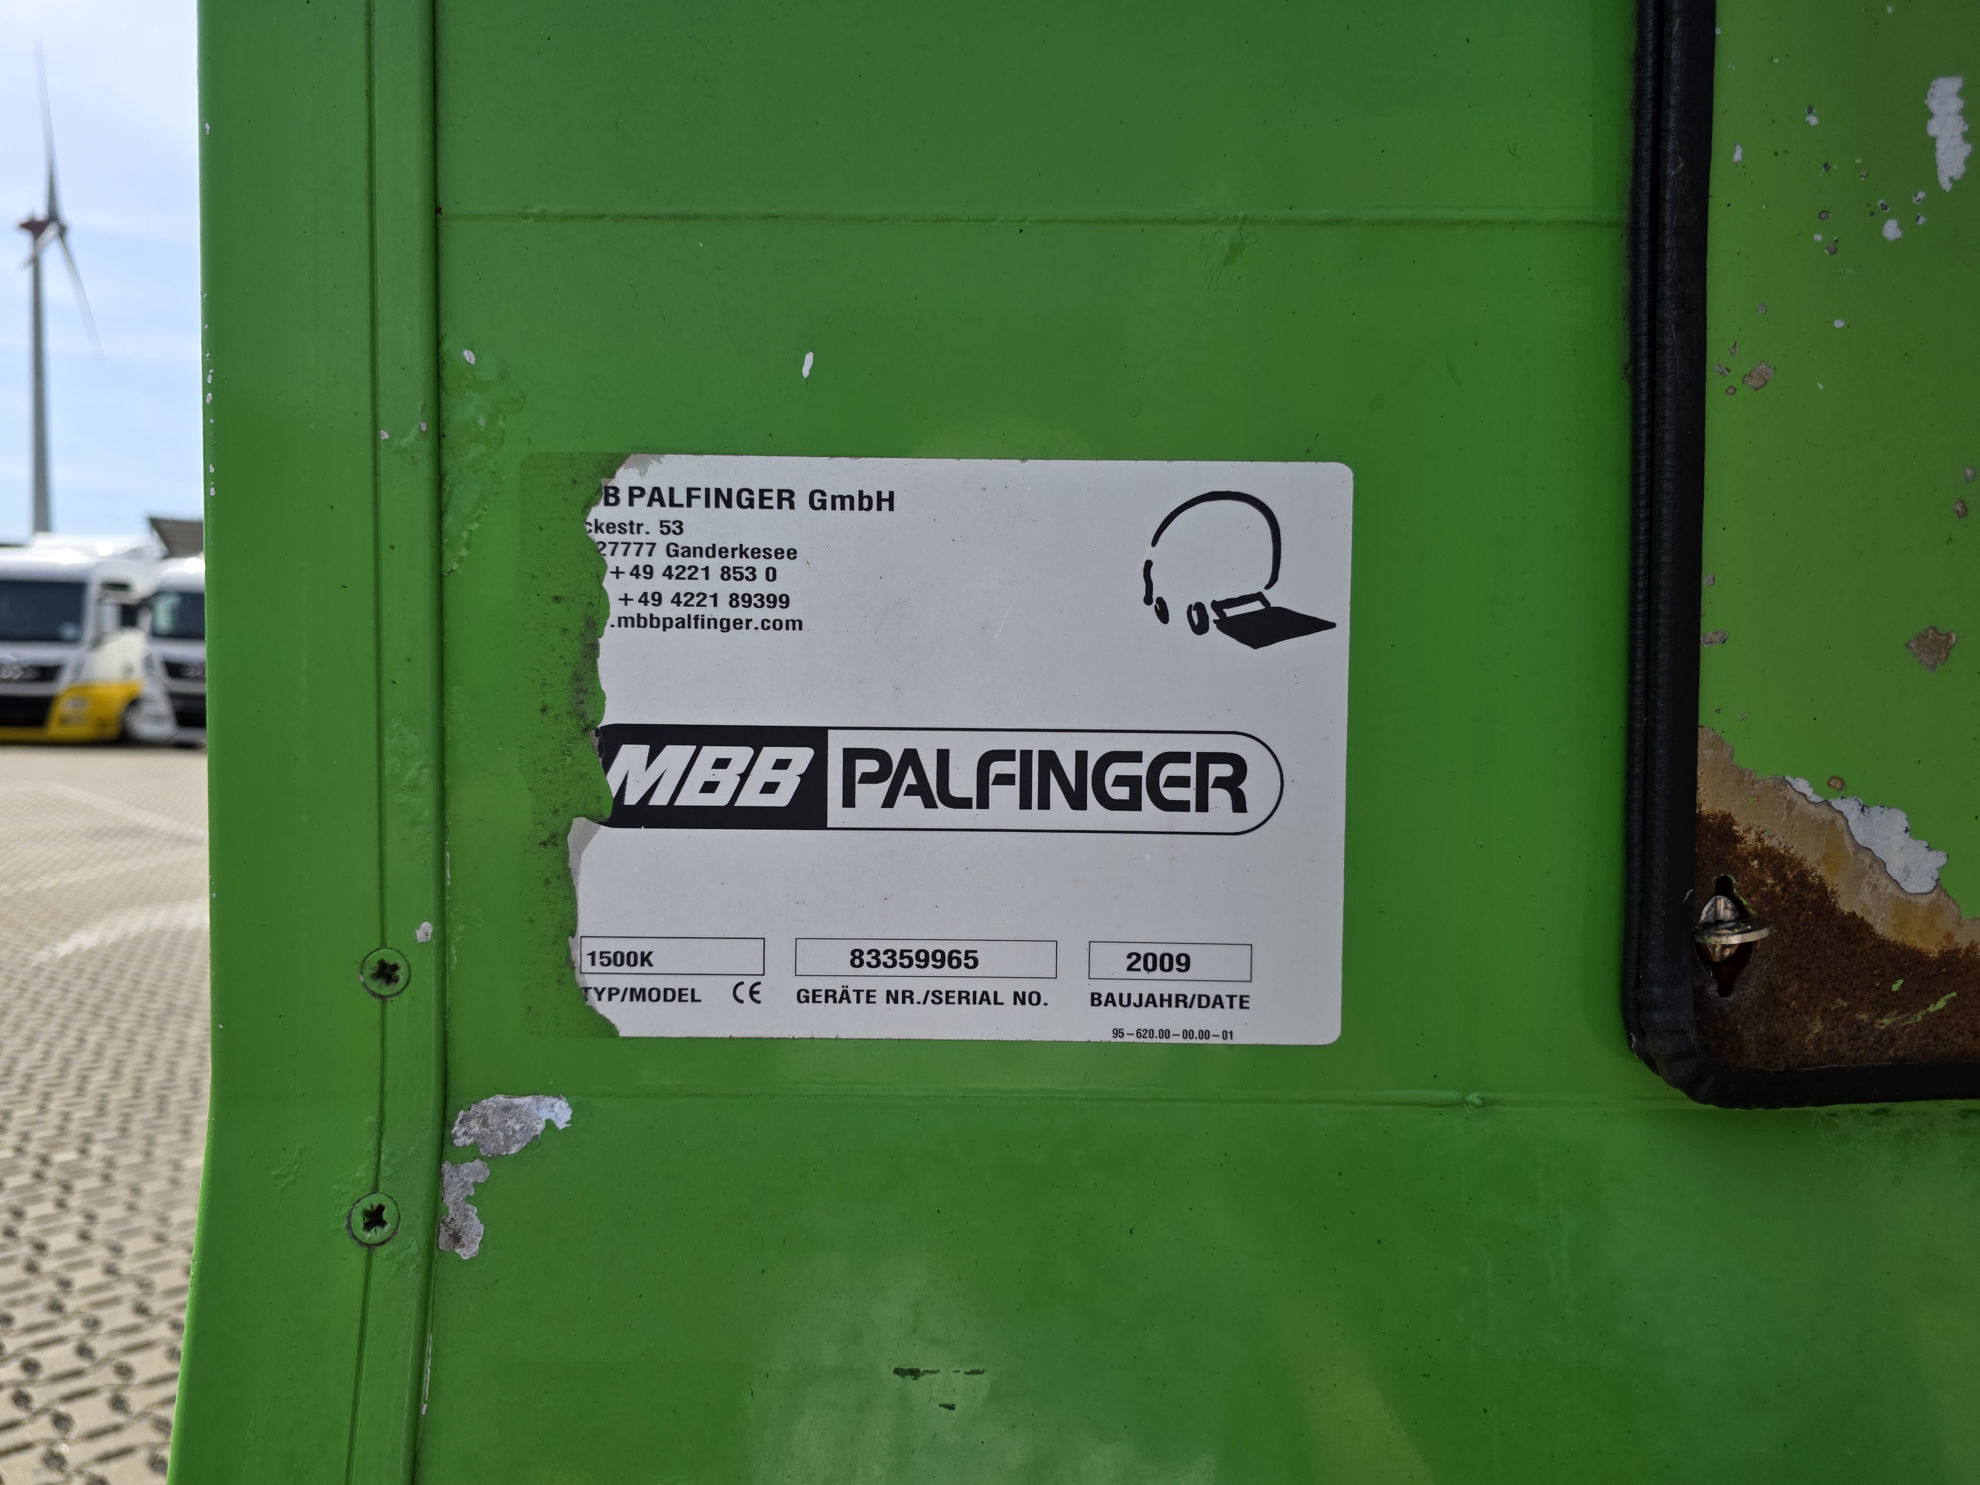 B PALFINGER GmbH
ckestr. 53
27777 Ganderkesee
+49 4221 853 0
+49 4221 89399
.mbbpalfinger.com
MBB PALFINGER
1500K 83359965 2009
TYP/MODEL CE GERÄTE NR./SERIAL NO. BAUJAHR/DATE
95-620.00-00.00-01